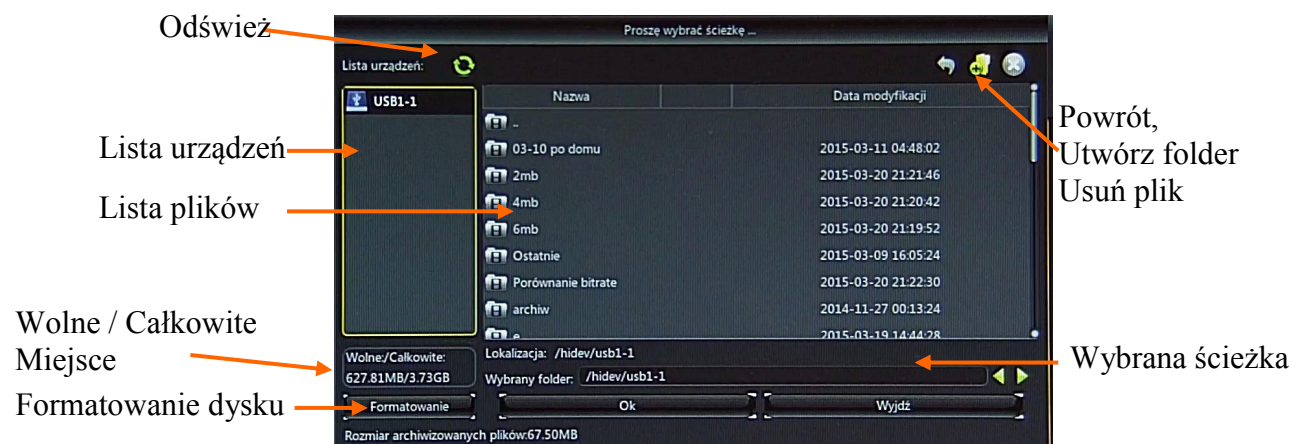 Odśwież
Proszę wybrać ścieżkę ...
Lista urządzeń:
USB1-1
Nazwa Data modyfikacji
..
03-10 po domu 2015-03-11 04:48:02
2mb 2015-03-20 21:21:46
4mb 2015-03-20 21:20:42
6mb 2015-03-20 21:19:52
Ostatnie 2015-03-09 16:05:24
Porównanie bitrate 2015-03-20 21:22:30
archiw 2014-11-27 00:13:24
e 2015-03-19 14:44:28
Lista urządzeń
Lista plików
Powrót,
Utwórz folder
Usuń plik
Wolne / Całkowite
Miejsce
Wolne:/Całkowite:
627.81MB/3.73GB
Lokalizacja: /hidev/usb1-1
Wybrany folder: /hidev/usb1-1
Wybrana ścieżka
Formatowanie dysku
Formatowanie
Ok
Wyjdź
Rozmiar archiwizowanych plików:67.50MB